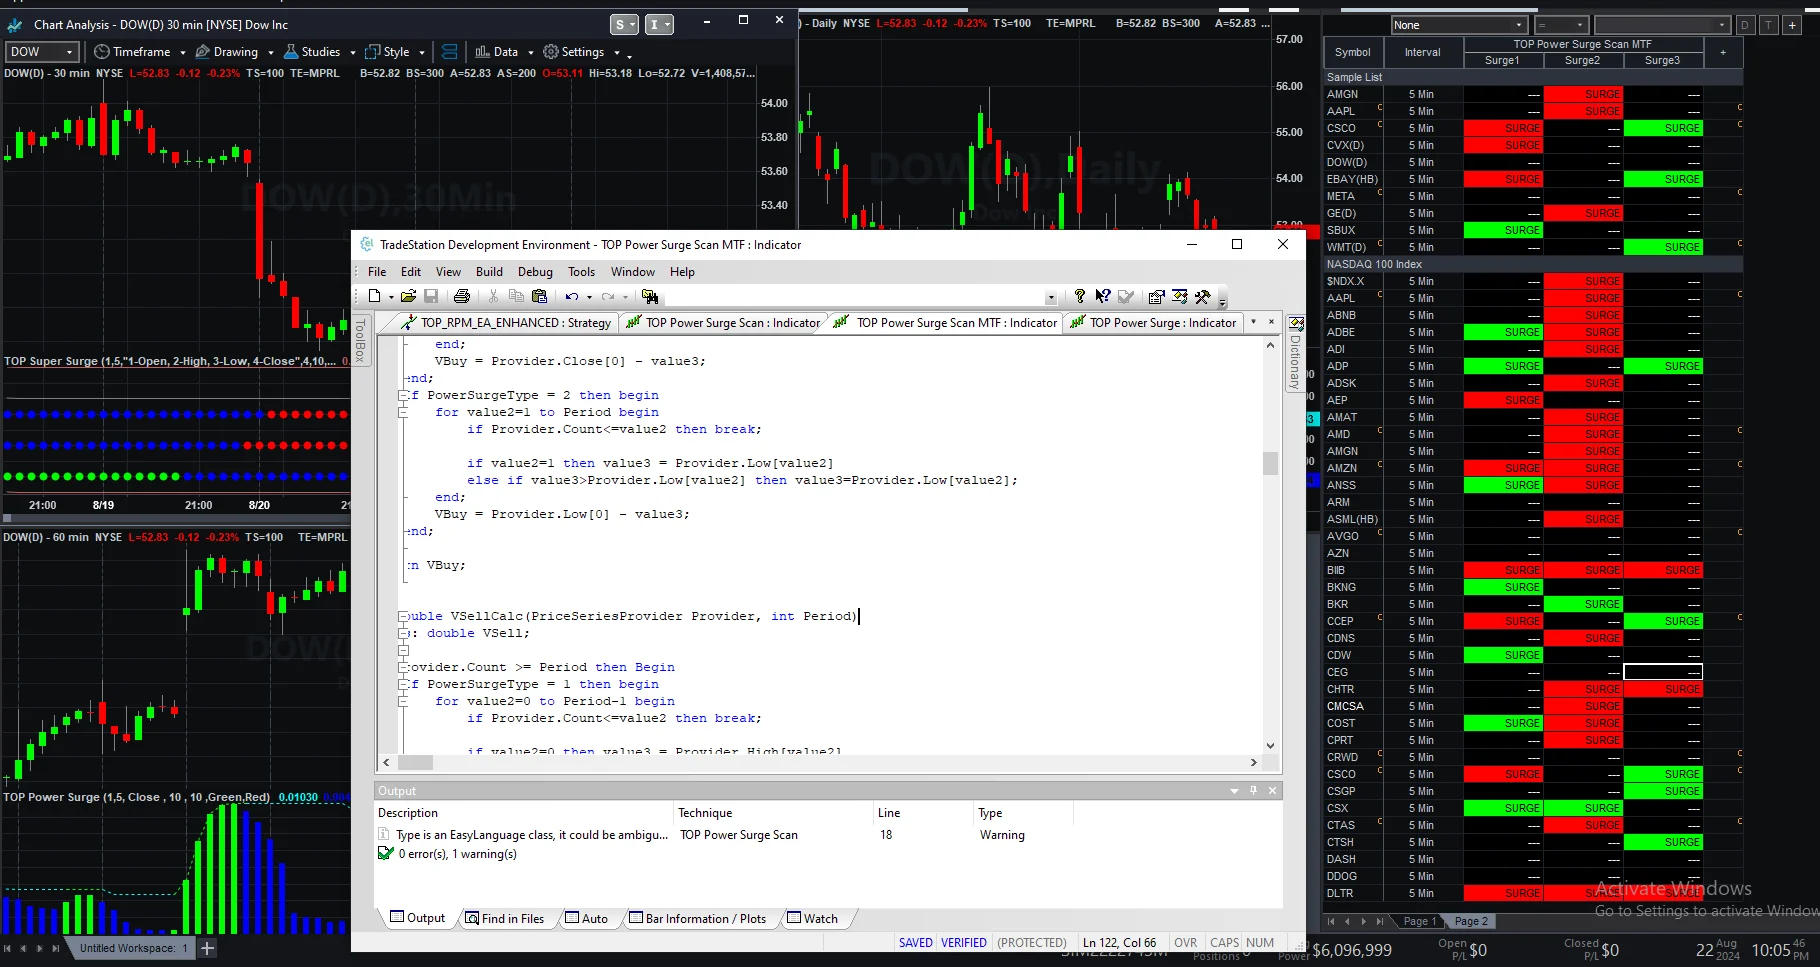 Chart Analysis - DOW(D) 30 min [NYSE] Dow Inc
S
I
DOW
Timeframe
Drawing
Studies
Style
Data
Settings
DOW(D) - 30 min NYSE L=52.83 -0.12 -0.23% TS=100 TE=MPRL B=52.82 BS=300 A=52.83 AS=200 O=53.11 Hi=53.18 Lo=52.72 V=1,408,57...
54.00
53.80
53.60
53.40
DOW(D),30Min
TOP Super Surge (1,5,"1-Open, 2-High, 3-Low, 4-Close",4,10,...
21:00 8/19 21:00 8/20
DOW(D) - 60 min NYSE L=52.83 -0.12 -0.23% TS=100 TE=MPRL
TOP Power Surge (1,5, Close , 10 , 10 ,Green,Red) 0.01030
Untitled Workspace: 1
) - Daily NYSE L=52.83 -0.12 -0.23% TS=100 TE=MPRL B=52.82 BS=300 A=52.83 ...
57.00
56.00
55.00
54.00
DOW(D),Daily
TradeStation Development Environment - TOP Power Surge Scan MTF : Indicator
File Edit View Build Debug Tools Window Help
TOP_RPM_EA_ENHANCED : Strategy
TOP Power Surge Scan : Indicator
TOP Power Surge Scan MTF : Indicator
TOP Power Surge : Indicator
ToolBox
Dictionary
end;
VBuy = Provider.Close[0] - value3;
nd;
f PowerSurgeType = 2 then begin
for value2=1 to Period begin
if Provider.Count<=value2 then break;
if value2=1 then value3 = Provider.Low[value2]
else if value3>Provider.Low[value2] then value3=Provider.Low[value2];
end;
VBuy = Provider.Low[0] - value3;
nd;
n VBuy;
uble VSellCalc(PriceSeriesProvider Provider, int Period)
: double VSell;
ovider.Count >= Period then Begin
f PowerSurgeType = 1 then begin
for value2=0 to Period-1 begin
if Provider.Count<=value2 then break;
if value2=0 then value3 = Provider.High[value2]
Output
Description Technique Line Type
Type is an EasyLanguage class, it could be ambigu... TOP Power Surge Scan 18 Warning
0 error(s), 1 warning(s)
Output
Find in Files
Auto
Bar Information / Plots
Watch
SAVED VERIFIED (PROTECTED) Ln 122, Col 66 OVR CAPS NUM
None
=
D
T
+
Symbol Interval TOP Power Surge Scan MTF +
Surge1 Surge2 Surge3
Sample List
AMGN 5 Min --- SURGE ---
AAPL 5 Min --- SURGE ---
CSCO 5 Min SURGE --- SURGE
CVX(D) 5 Min SURGE --- ---
DOW(D) 5 Min --- --- ---
EBAY(HB) 5 Min SURGE --- SURGE
META 5 Min --- --- ---
GE(D) 5 Min --- SURGE ---
SBUX 5 Min SURGE --- ---
WMT(D) 5 Min --- --- SURGE
NASDAQ 100 Index
$NDX.X 5 Min --- SURGE ---
AAPL 5 Min --- SURGE ---
ABNB 5 Min --- SURGE ---
ADBE 5 Min SURGE SURGE ---
ADI 5 Min --- SURGE ---
ADP 5 Min SURGE --- SURGE
ADSK 5 Min --- SURGE ---
AEP 5 Min SURGE --- ---
AMAT 5 Min --- SURGE ---
AMD 5 Min --- SURGE ---
AMGN 5 Min --- SURGE ---
AMZN 5 Min SURGE SURGE ---
ANSS 5 Min SURGE SURGE ---
ARM 5 Min --- --- ---
ASML(HB) 5 Min --- SURGE ---
AVGO 5 Min --- --- ---
AZN 5 Min --- --- ---
BIIB 5 Min SURGE SURGE SURGE
BKNG 5 Min SURGE --- ---
BKR 5 Min --- SURGE ---
CCEP 5 Min SURGE --- SURGE
CDNS 5 Min --- SURGE ---
CDW 5 Min SURGE --- ---
CEG 5 Min --- --- ---
CHTR 5 Min --- SURGE SURGE
CMCSA 5 Min --- SURGE ---
COST 5 Min SURGE SURGE ---
CPRT 5 Min --- SURGE ---
CRWD 5 Min --- --- ---
CSCO 5 Min SURGE --- SURGE
CSGP 5 Min --- --- SURGE
CSX 5 Min SURGE SURGE ---
CTAS 5 Min --- SURGE ---
CTSH 5 Min --- --- SURGE
DASH 5 Min --- --- ---
DDOG 5 Min --- --- ---
DLTR 5 Min SURGE SURGE SURGE
Activate Windows
Go to Settings to activate Window
Page 1
Page 2
Positions
Power $6,096,999
Open P/L $0
Closed P/L $0
22 Aug 2024
10:05 46 PM